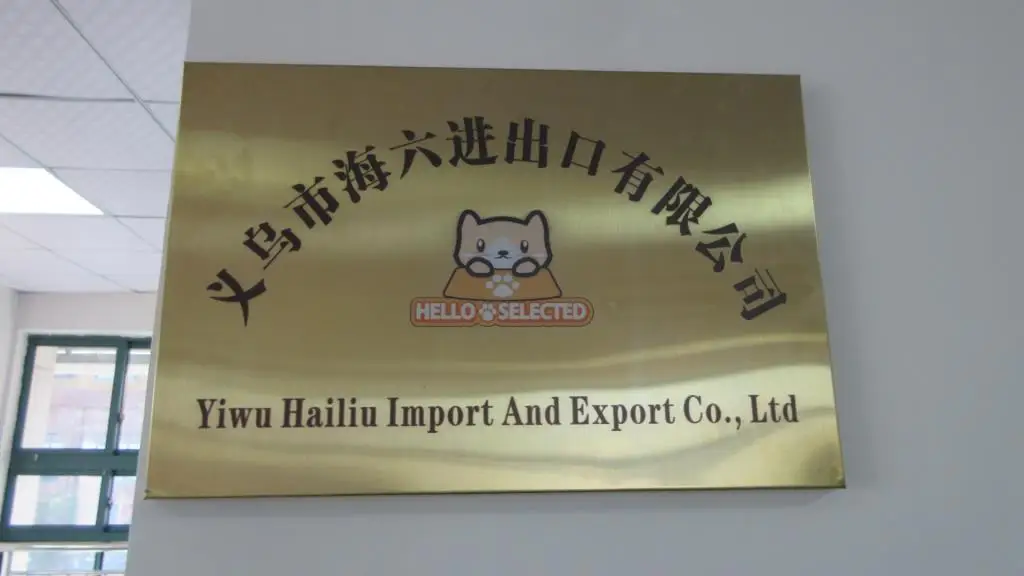 义乌市海六进出口有限公司
HELLO SELECTED
Yiwu Hailiu Import And Export Co., Ltd